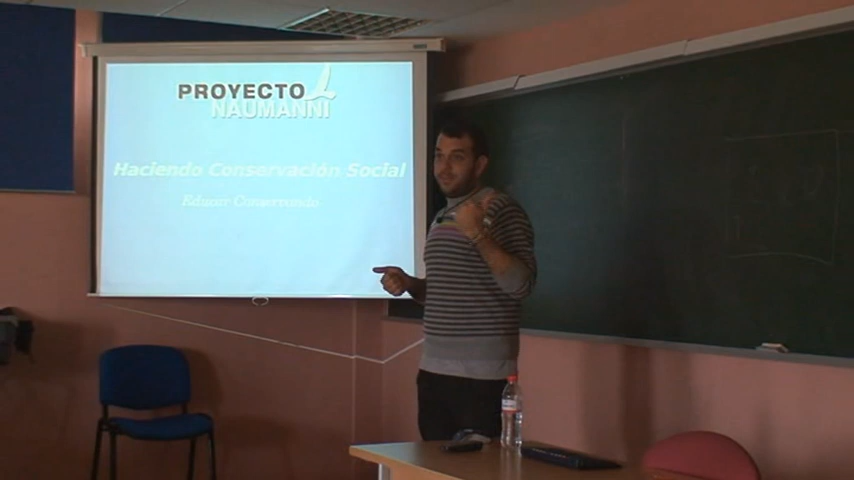 PROYECTO
NAUMANNI
Haciendo Conservación Social
Educar Conservando